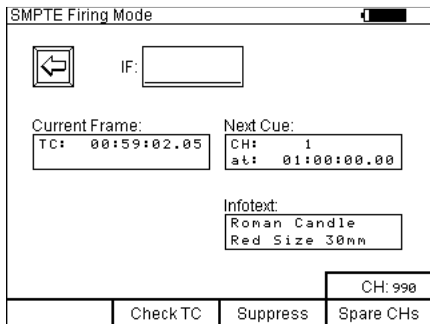 SMPTE Firing Mode
IF:
Current Frame:
TC: 00:59:02.05
Next Cue:
CH: 1
at: 01:00:00.00
Infotext:
Roman Candle
Red Size 30mm
CH: 990
Check TC
Suppress
Spare CHs